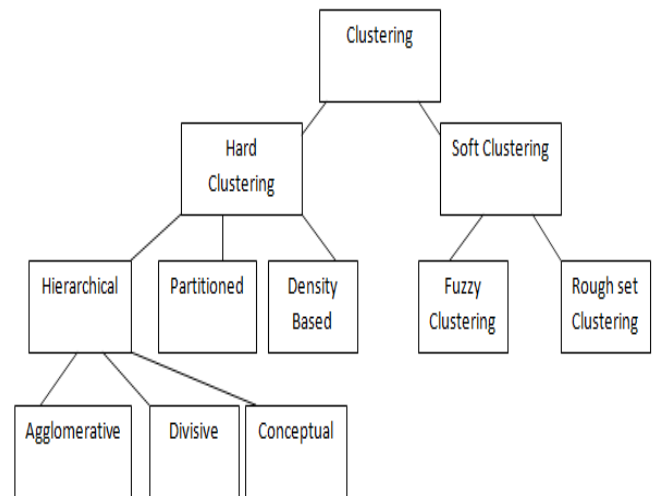 Clustering
Hard
Clustering
Soft Clustering
Hierarchical
Partitioned
Density
Based
Fuzzy
Clustering
Rough set
Clustering
Agglomerative
Divisive
Conceptual